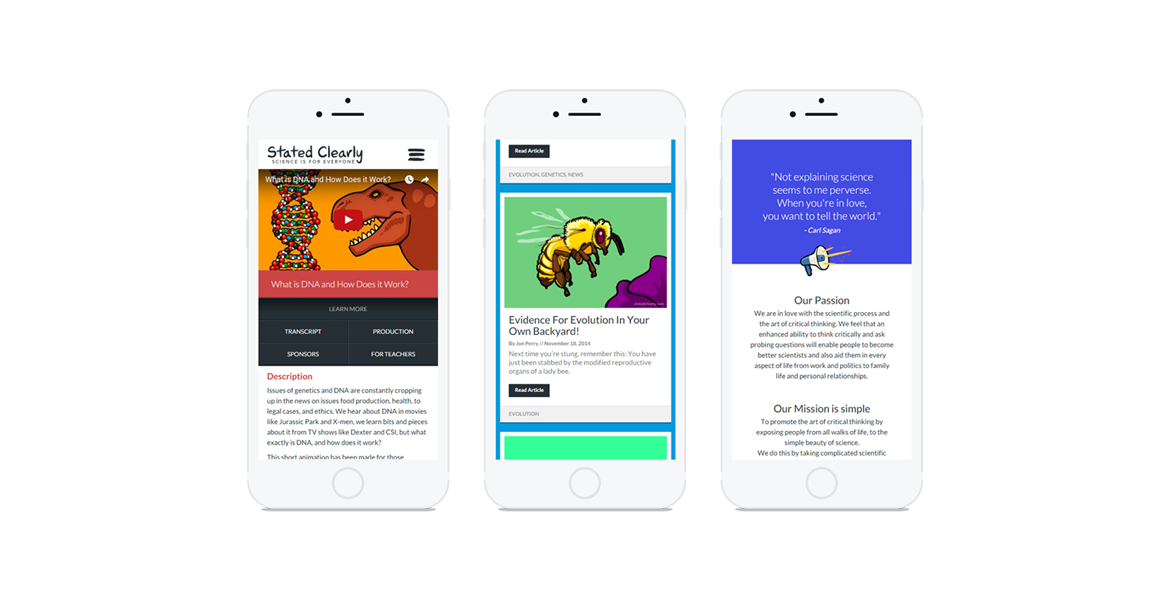 Stated Clearly
SCIENCE IS FOR EVERYONE
What is DNA and How Does it Work?
What is DNA and How Does it Work?
LEARN MORE
TRANSCRIPT
PRODUCTION
SPONSORS
FOR TEACHERS
Description
Issues of genetics and DNA are constantly cropping
up in the news on issues food production, health, to
legal cases, and ethics. We hear about DNA in movies
like Jurassic Park and X-men, we learn bits and pieces
about it from TV shows like Dexter and CSI, but what
exactly is DNA, and how does it work?
This short animation has been made for those
Read Article
EVOLUTION, GENETICS, NEWS
statedclearly.com
Evidence For Evolution In Your
Own Backyard!
By Jon Perry // November 18, 2014
Next time you're stung, remember this: You have
just been stabbed by the modified reproductive
organs of a lady bee.
Read Article
EVOLUTION
"Not explaining science
seems to me perverse.
When you're in love,
you want to tell the world."
- Carl Sagan
Our Passion
We are in love with the scientific process and
the art of critical thinking. We feel that an
enhanced ability to think critically and ask
probing questions will enable people to become
better scientists and also aid them in every
aspect of life from work and politics to family
life and personal relationships.
Our Mission is simple
To promote the art of critical thinking by
exposing people from all walks of life, to the
simple beauty of science.
We do this by taking complicated scientific